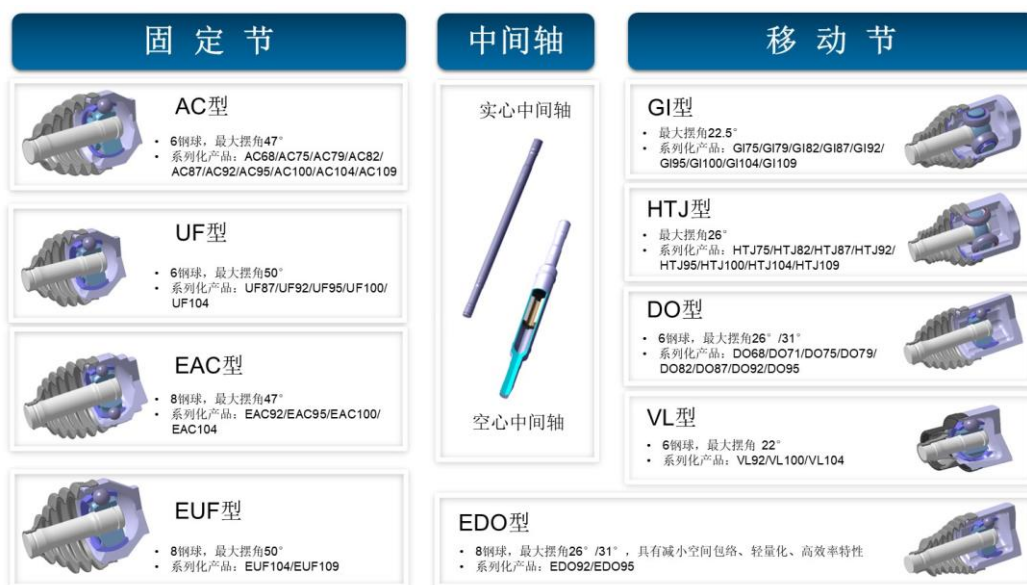 固定节
AC型
• 6钢球，最大摆角47°
• 系列化产品：AC68/AC75/AC79/AC82/
AC87/AC92/AC95/AC100/AC104/AC109
UF型
• 6钢球，最大摆角50°
• 系列化产品：UF87/UF92/UF95/UF100/
UF104
EAC型
• 8钢球，最大摆角47°
• 系列化产品：EAC92/EAC95/EAC100/
EAC104
EUF型
• 8钢球，最大摆角50°
• 系列化产品：EUF104/EUF109
中间轴
实心中间轴
空心中间轴
移动节
GI型
• 最大摆角22.5°
• 系列化产品：GI75/GI79/GI82/GI87/GI92/
GI95/GI100/GI104/GI109
HTJ型
• 最大摆角26°
• 系列化产品：HTJ75/HTJ82/HTJ87/HTJ92/
HTJ95/HTJ100/HTJ104/HTJ109
DO型
• 6钢球，最大摆角26° /31°
• 系列化产品：DO68/DO71/DO75/DO79/
DO82/DO87/DO92/DO95
VL型
• 6钢球，最大摆角 22°
• 系列化产品：VL92/VL100/VL104
EDO型
• 8钢球，最大摆角26° /31° ，具有减小空间包络、轻量化、高效率特性
• 系列化产品：EDO92/EDO95